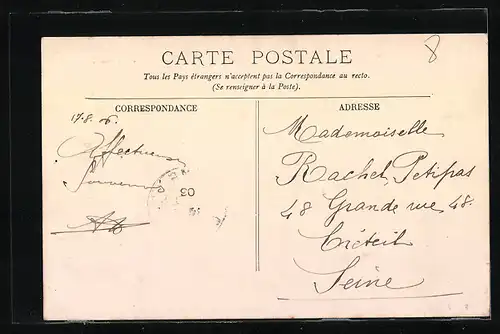 8
CARTE POSTALE
Tous les Pays étrangers n'acceptent pas la Correspondance au recto.
(Se renseigner à la Poste).
CORRESPONDANCE
17.8.06.
Affectueux
Souvenirs
ADRESSE
Mademoiselle
Rachel Petipas
48 Grande rue 48.
Créteil
Seine